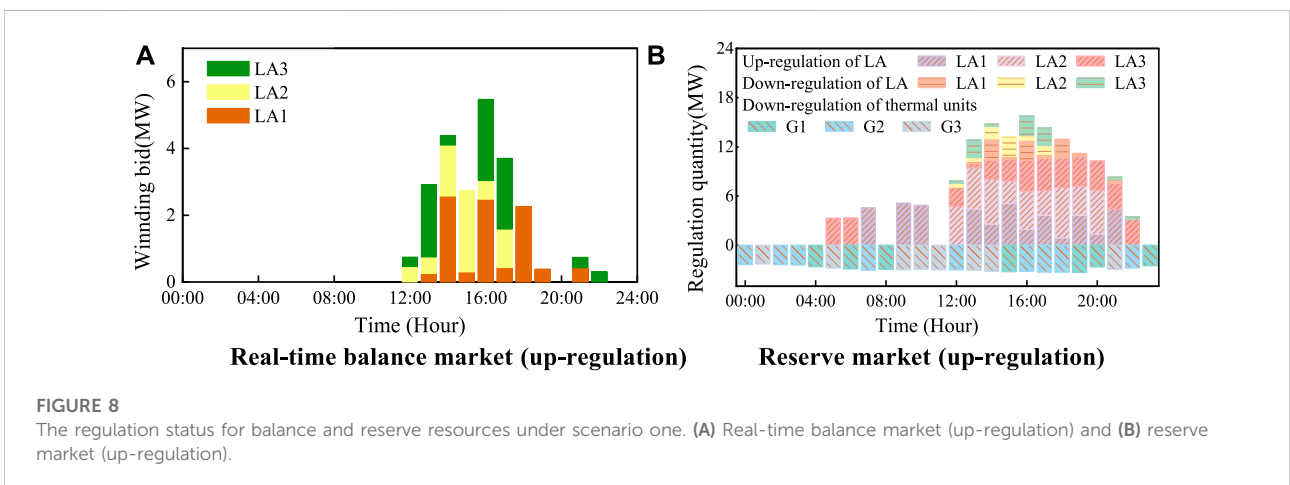 A
Winnding bid(MW)
6
4
2
0
LA3
LA2
LA1
00:00 04:00 08:00 12:00 16:00 20:00 24:00
Time (Hour)
Real-time balance market (up-regulation)
B
Regulation quantity(MW)
24
18
12
6
0
Up-regulation of LA LA1 LA2 LA3
Down-regulation of LA LA1 LA2 LA3
Down-regulation of thermal units
G1 G2 G3
00:00 04:00 08:00 12:00 16:00 20:00
Time (Hour)
Reserve market (up-regulation)
FIGURE 8
The regulation status for balance and reserve resources under scenario one. (A) Real-time balance market (up-regulation) and (B) reserve
market (up-regulation).